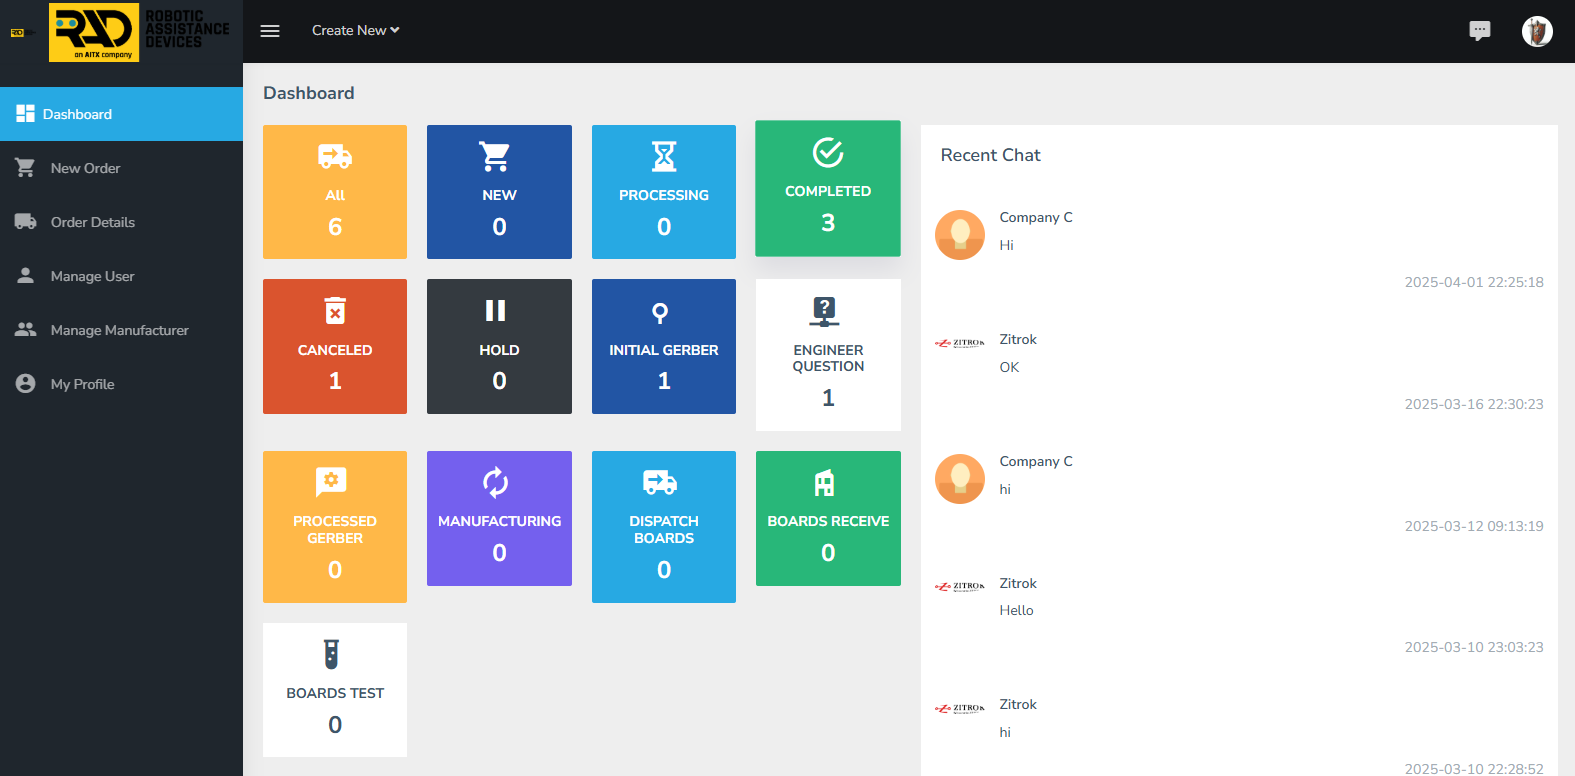 RAD
RAD
an AITX company
ROBOTIC
ASSISTANCE
DEVICES
Create New
Dashboard
New Order
Order Details
Manage User
Manage Manufacturer
My Profile
Dashboard
All
6
NEW
0
PROCESSING
0
COMPLETED
3
CANCELED
1
HOLD
0
INITIAL GERBER
1
ENGINEER
QUESTION
1
PROCESSED
GERBER
0
MANUFACTURING
0
DISPATCH
BOARDS
0
BOARDS RECEIVE
0
BOARDS TEST
0
Recent Chat
Company C
Hi
2025-04-01 22:25:18
ZITROK
Zitrok
OK
2025-03-16 22:30:23
Company C
hi
2025-03-12 09:13:19
ZITROK
Zitrok
Hello
2025-03-10 23:03:23
ZITROK
Zitrok
hi
2025-03-10 22:28:52